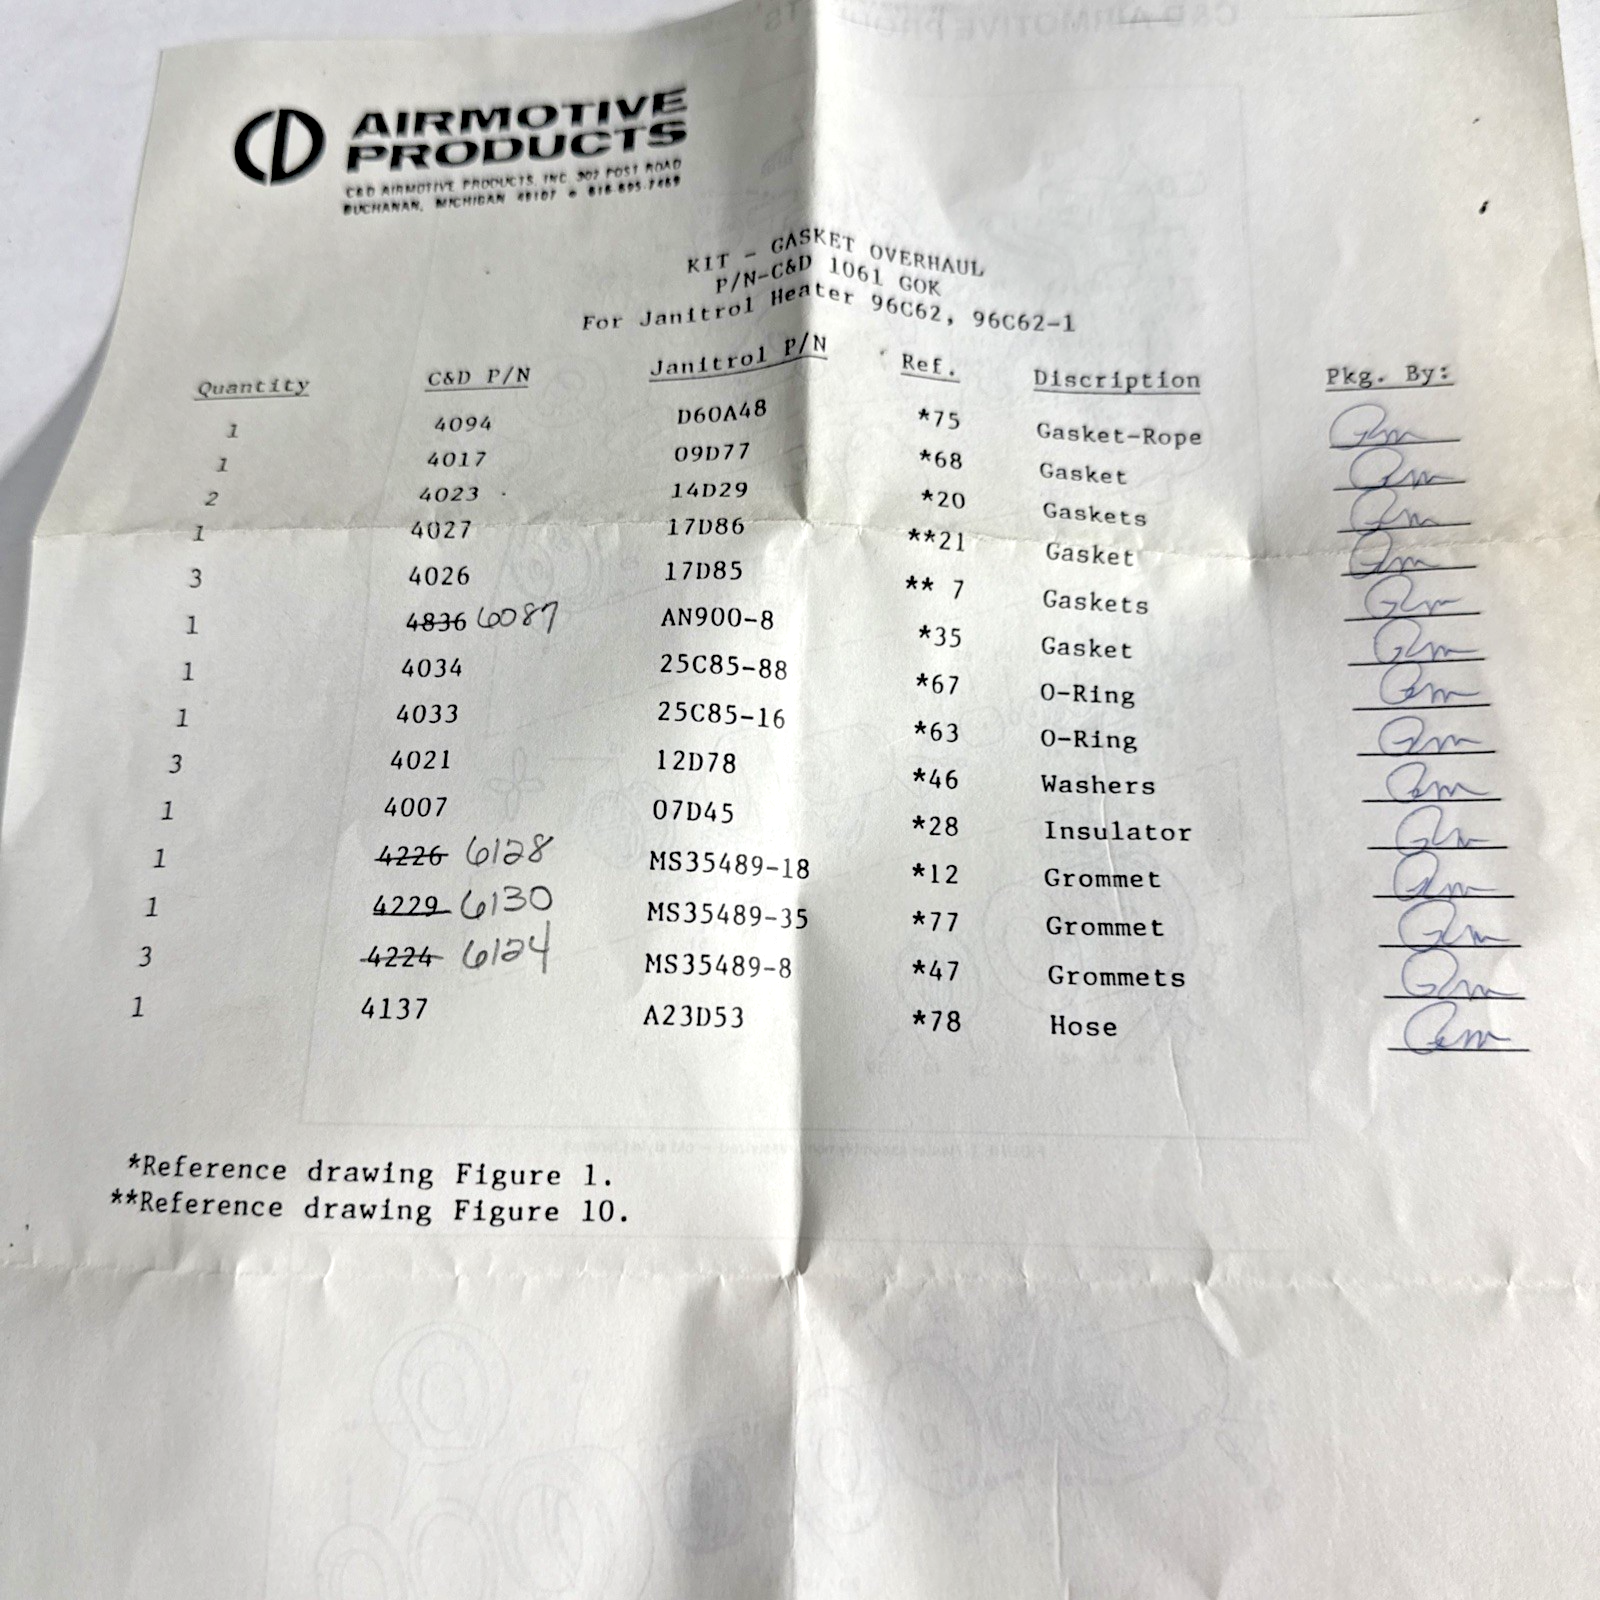 CD AIRMOTIVE
PRODUCTS
C&D AIRMOTIVE PRODUCTS, INC. 302 POST ROAD
BUCHANAN, MICHIGAN 49107 • 616-695-7469
KIT - GASKET OVERHAUL
P/N-C&D 1061 GOK
For Janitrol Heater 96C62, 96C62-1
Quantity C&D P/N Janitrol P/N Ref. Discription Pkg. By:
1 4094 D60A48 *75 Gasket-Rope
1 4017 09D77 *68 Gasket
2 4023 14D29 *20 Gaskets
1 4027 17D86 **21 Gasket
3 4026 17D85 ** 7 Gaskets
1 4836 6087 AN900-8 *35 Gasket
1 4034 25C85-88 *67 O-Ring
1 4033 25C85-16 *63 O-Ring
3 4021 12D78 *46 Washers
1 4007 07D45 *28 Insulator
1 4226 6128 MS35489-18 *12 Grommet
1 4229 6130 MS35489-35 *77 Grommet
3 4224 6124 MS35489-8 *47 Grommets
1 4137 A23D53 *78 Hose
*Reference drawing Figure 1.
**Reference drawing Figure 10.